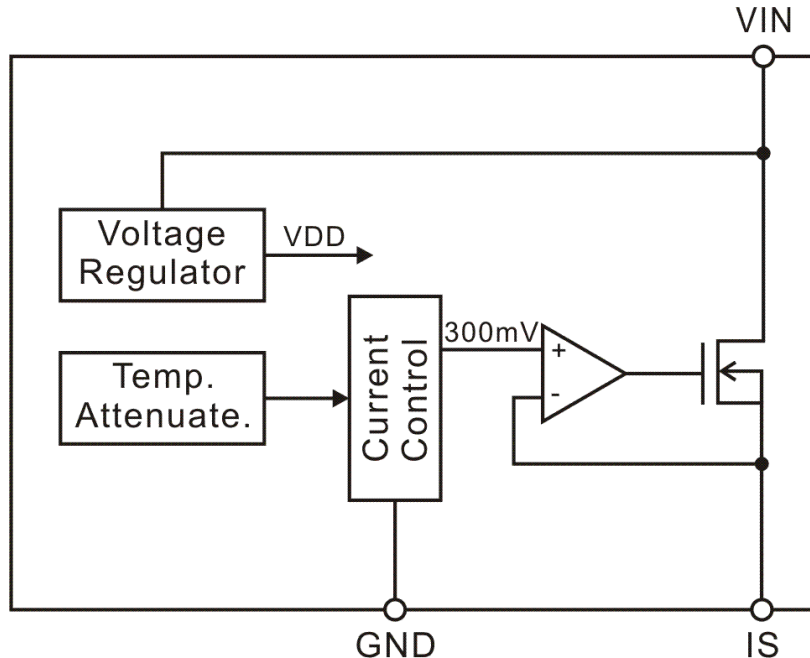 VIN
Voltage
Regulator
VDD
Temp.
Attenuate.
Current
Control
300mV
+
-
GND
IS